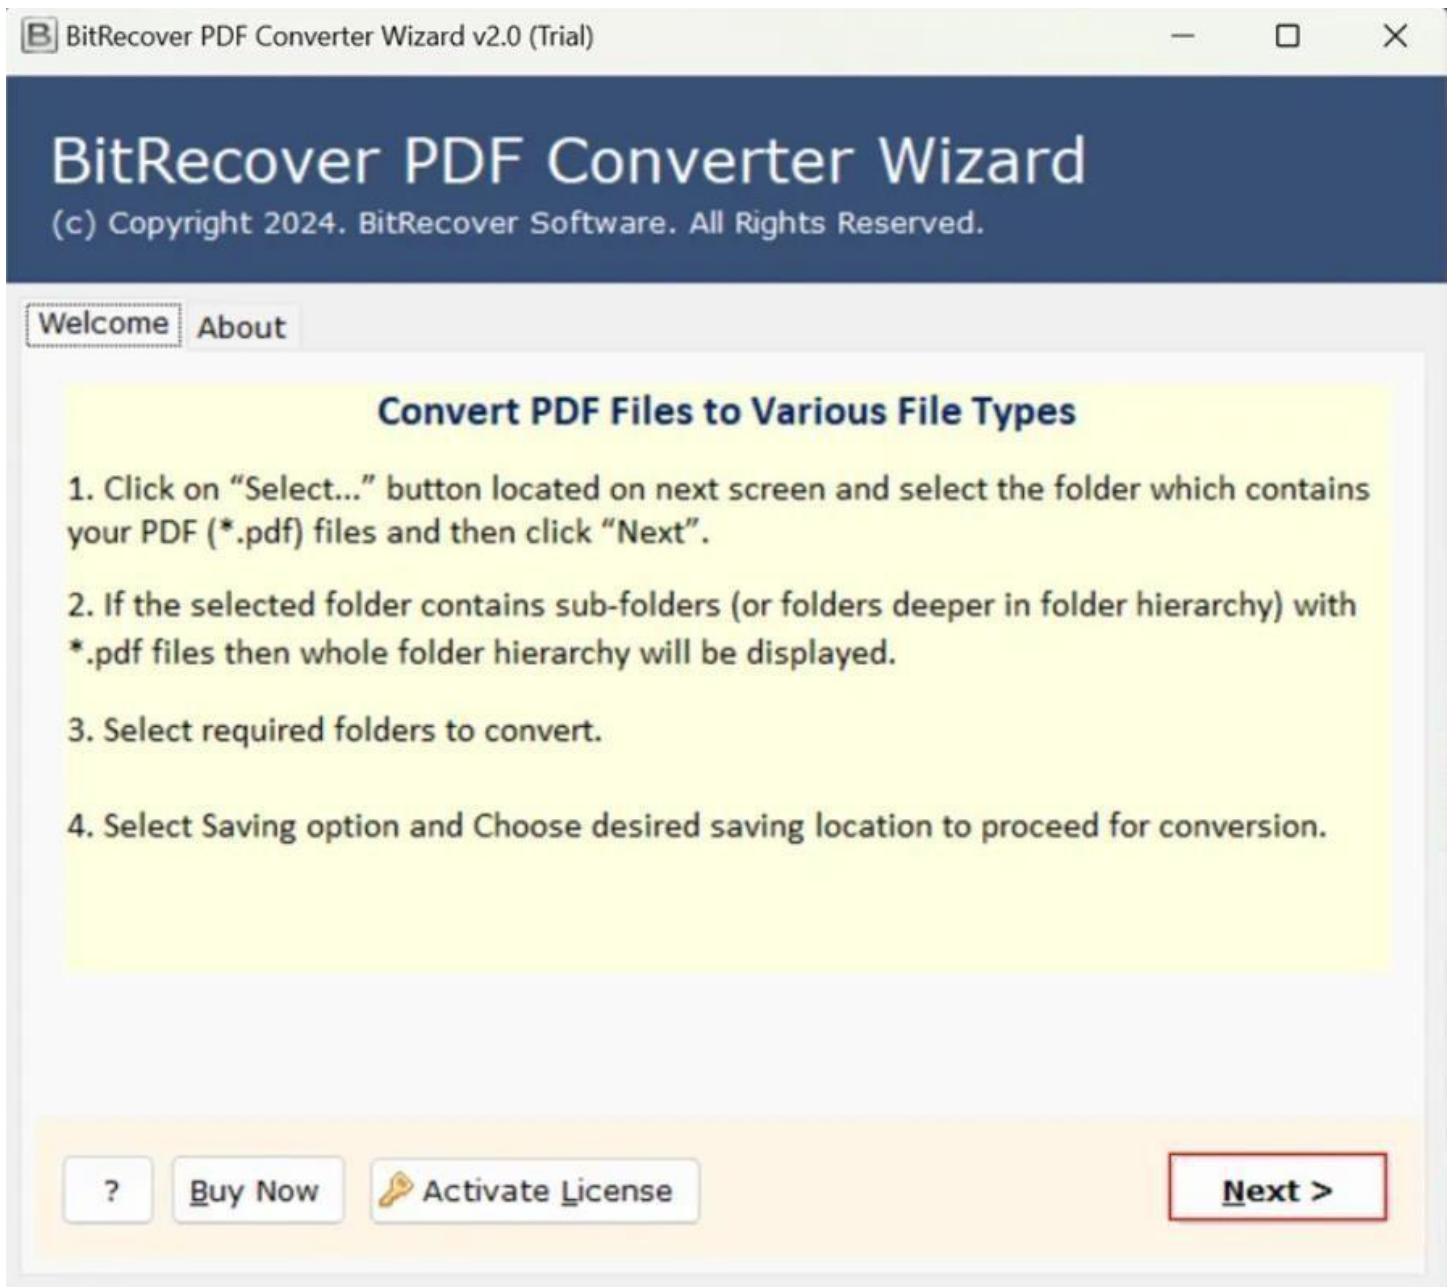 BitRecover PDF Converter Wizard v2.0 (Trial)
BitRecover PDF Converter Wizard
(c) Copyright 2024. BitRecover Software. All Rights Reserved.
Welcome
About
Convert PDF Files to Various File Types
1. Click on “Select...” button located on next screen and select the folder which contains
your PDF (*.pdf) files and then click “Next”.
2. If the selected folder contains sub-folders (or folders deeper in folder hierarchy) with
*.pdf files then whole folder hierarchy will be displayed.
3. Select required folders to convert.
4. Select Saving option and Choose desired saving location to proceed for conversion.
?
Buy Now
Activate License
Next >